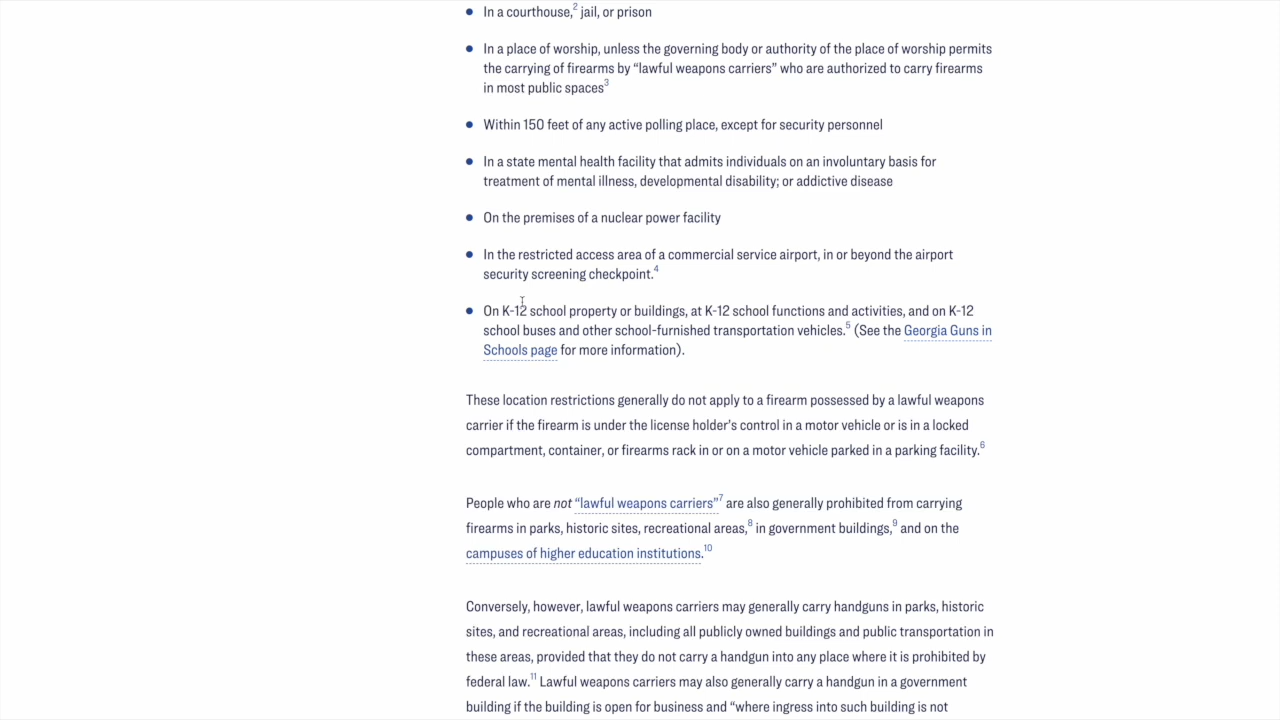 In a courthouse,2 jail, or prison
In a place of worship, unless the governing body or authority of the place of worship permits
the carrying of firearms by “lawful weapons carriers” who are authorized to carry firearms
in most public spaces3
Within 150 feet of any active polling place, except for security personnel
In a state mental health facility that admits individuals on an involuntary basis for
treatment of mental illness, developmental disability; or addictive disease
On the premises of a nuclear power facility
In the restricted access area of a commercial service airport, in or beyond the airport
security screening checkpoint.4
On K-12 school property or buildings, at K-12 school functions and activities, and on K-12
school buses and other school-furnished transportation vehicles.5 (See the Georgia Guns in
Schools page for more information).
These location restrictions generally do not apply to a firearm possessed by a lawful weapons
carrier if the firearm is under the license holder's control in a motor vehicle or is in a locked
compartment, container, or firearms rack in or on a motor vehicle parked in a parking facility.6
People who are not “lawful weapons carriers”7 are also generally prohibited from carrying
firearms in parks, historic sites, recreational areas,8 in government buildings,9 and on the
campuses of higher education institutions.10
Conversely, however, lawful weapons carriers may generally carry handguns in parks, historic
sites, and recreational areas, including all publicly owned buildings and public transportation in
these areas, provided that they do not carry a handgun into any place where it is prohibited by
federal law.11 Lawful weapons carriers may also generally carry a handgun in a government
building if the building is open for business and “where ingress into such building is not